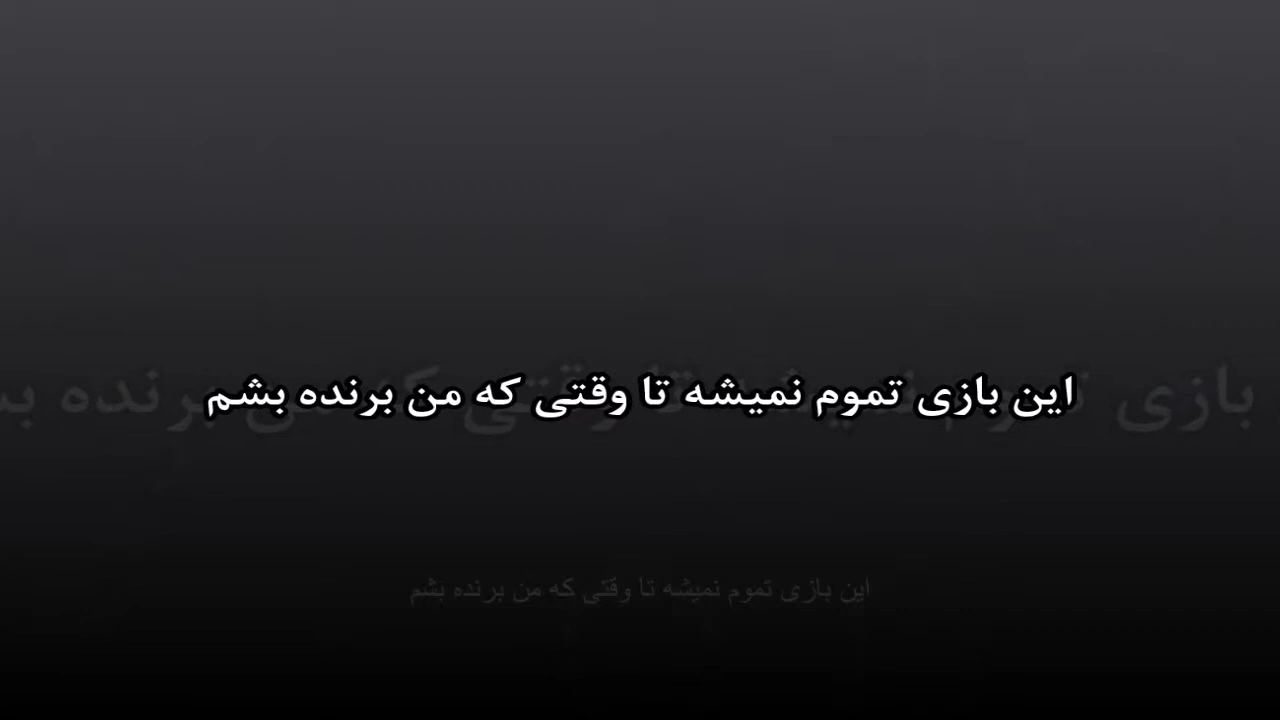 این بازی تموم نمیشه تا وقتی که من برنده بشم
این بازی تموم نمیشه تا وقتی که من برنده بشم